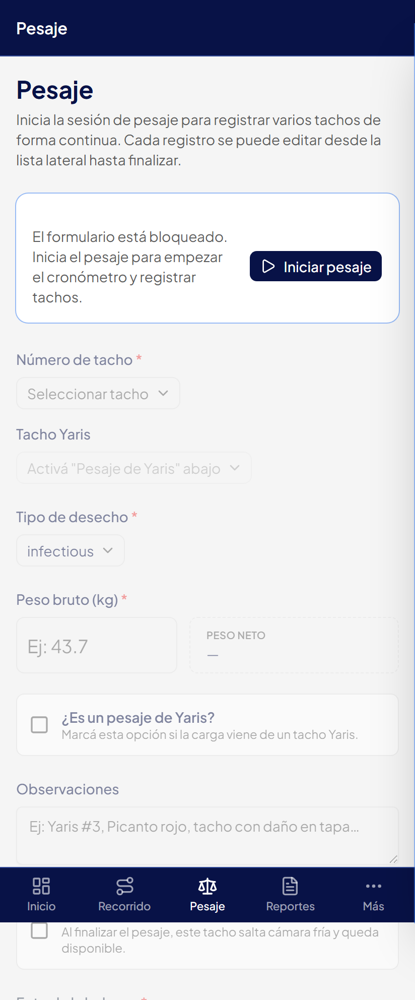 Pesaje
Pesaje
Inicia la sesión de pesaje para registrar varios tachos de
forma continua. Cada registro se puede editar desde la
lista lateral hasta finalizar.
El formulario está bloqueado.
Inicia el pesaje para empezar
el cronómetro y registrar
tachos.
Iniciar pesaje
Número de tacho *
Seleccionar tacho
Tacho Yaris
Activá "Pesaje de Yaris" abajo
Tipo de desecho *
infectious
Peso bruto (kg) *
Ej: 43.7
PESO NETO
—
¿Es un pesaje de Yaris?
Marcá esta opción si la carga viene de un tacho Yaris.
Observaciones
Ej: Yaris #3, Picanto rojo, tacho con daño en tapa...
Inicio
Recorrido
Pesaje
Reportes
Más
Al finalizar el pesaje, este tacho salta cámara fría y queda
disponible.